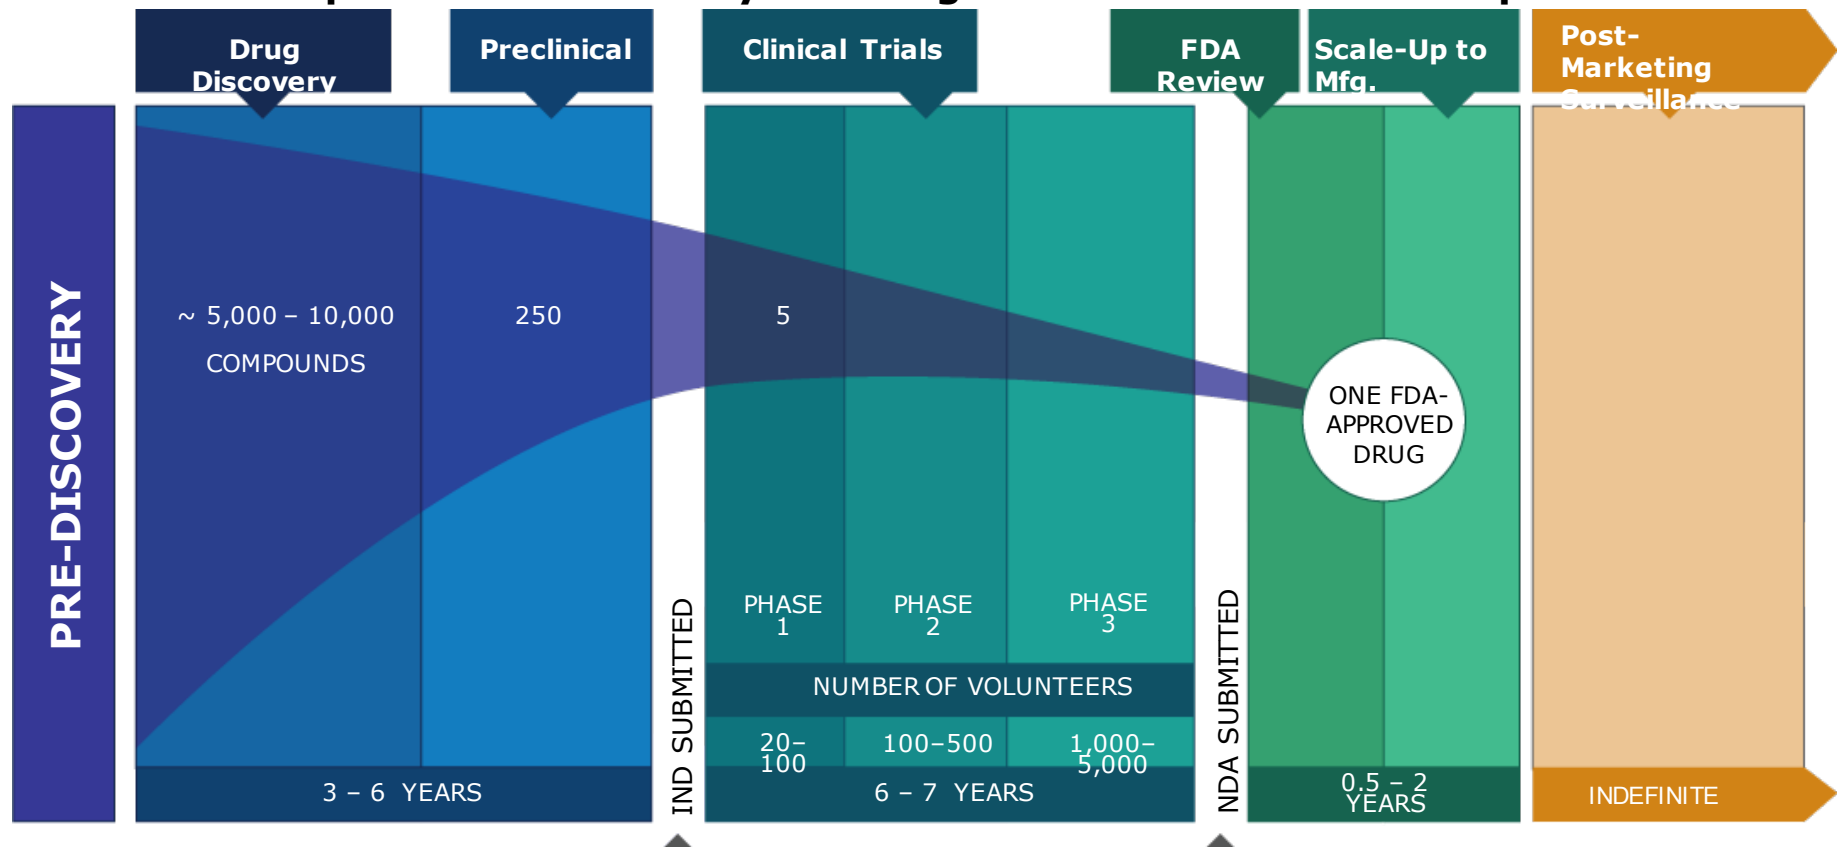 Drug
Discovery
Preclinical
Clinical Trials
FDA
Review
Scale-Up to
Mfg.
Post-
Marketing
Surveillance
PRE-DISCOVERY
~ 5,000 – 10,000
COMPOUNDS
250
5
ONE FDA-
APPROVED
DRUG
IND SUBMITTED
PHASE
1
PHASE
2
PHASE
3
NUMBER OF VOLUNTEERS
20–
100
100–500
1,000–
5,000
NDA SUBMITTED
3 – 6 YEARS
6 – 7 YEARS
0.5 – 2
YEARS
INDEFINITE